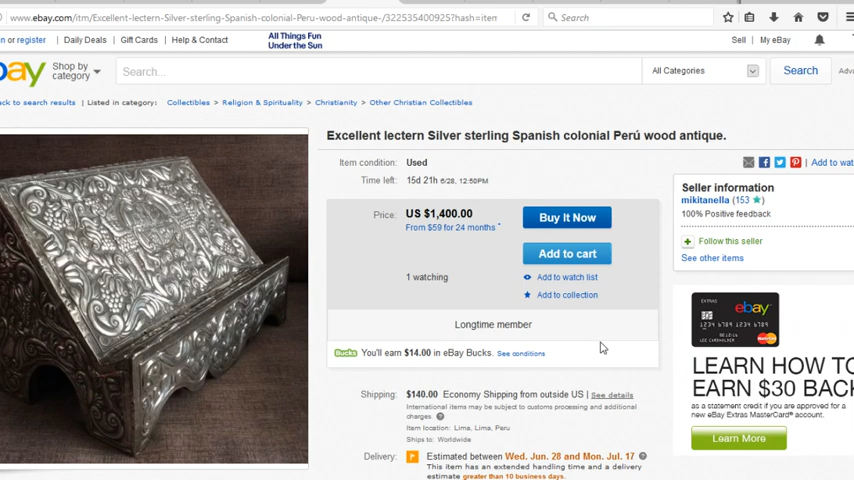 www.ebay.com/itm/Excellent-lectern-Silver-sterling-Spanish-colonial-Peru-wood-antique-/322535400925?hash=iter
Search
n or register
Daily Deals
Gift Cards
Help & Contact
All Things Fun
Under the Sun
Sell
My eBay
ebay
Shop by
category
Search...
All Categories
Search
Adva
ack to search results
Listed in category:
Collectibles
Religion & Spirituality
Christianity
Other Christian Collectibles
Excellent lectern Silver sterling Spanish colonial Perú wood antique.
Item condition: Used
Add to wat
Time left: 15d 21h 6/28, 12:50PM
Seller information
mikitanella (153 )
100% Positive feedback
Follow this seller
See other items
Price: US $1,400.00
From $59 for 24 months *
Buy It Now
Add to cart
1 watching
Add to watch list
Add to collection
Longtime member
Bucks You'll earn $14.00 in eBay Bucks. See conditions
Shipping: $140.00 Economy Shipping from outside US | See details
International items may be subject to customs processing and additional
charges.
Item location: Lima, Lima, Peru
Ships to: Worldwide
Delivery: Estimated between Wed. Jun. 28 and Mon. Jul. 17
This item has an extended handling time and a delivery
estimate greater than 10 business days.
EXTRAS
ebay
MasterCard
LEARN HOW TO
EARN $30 BACK
as a statement credit if you are approved for a
new eBay Extras MasterCard® account.
Learn More